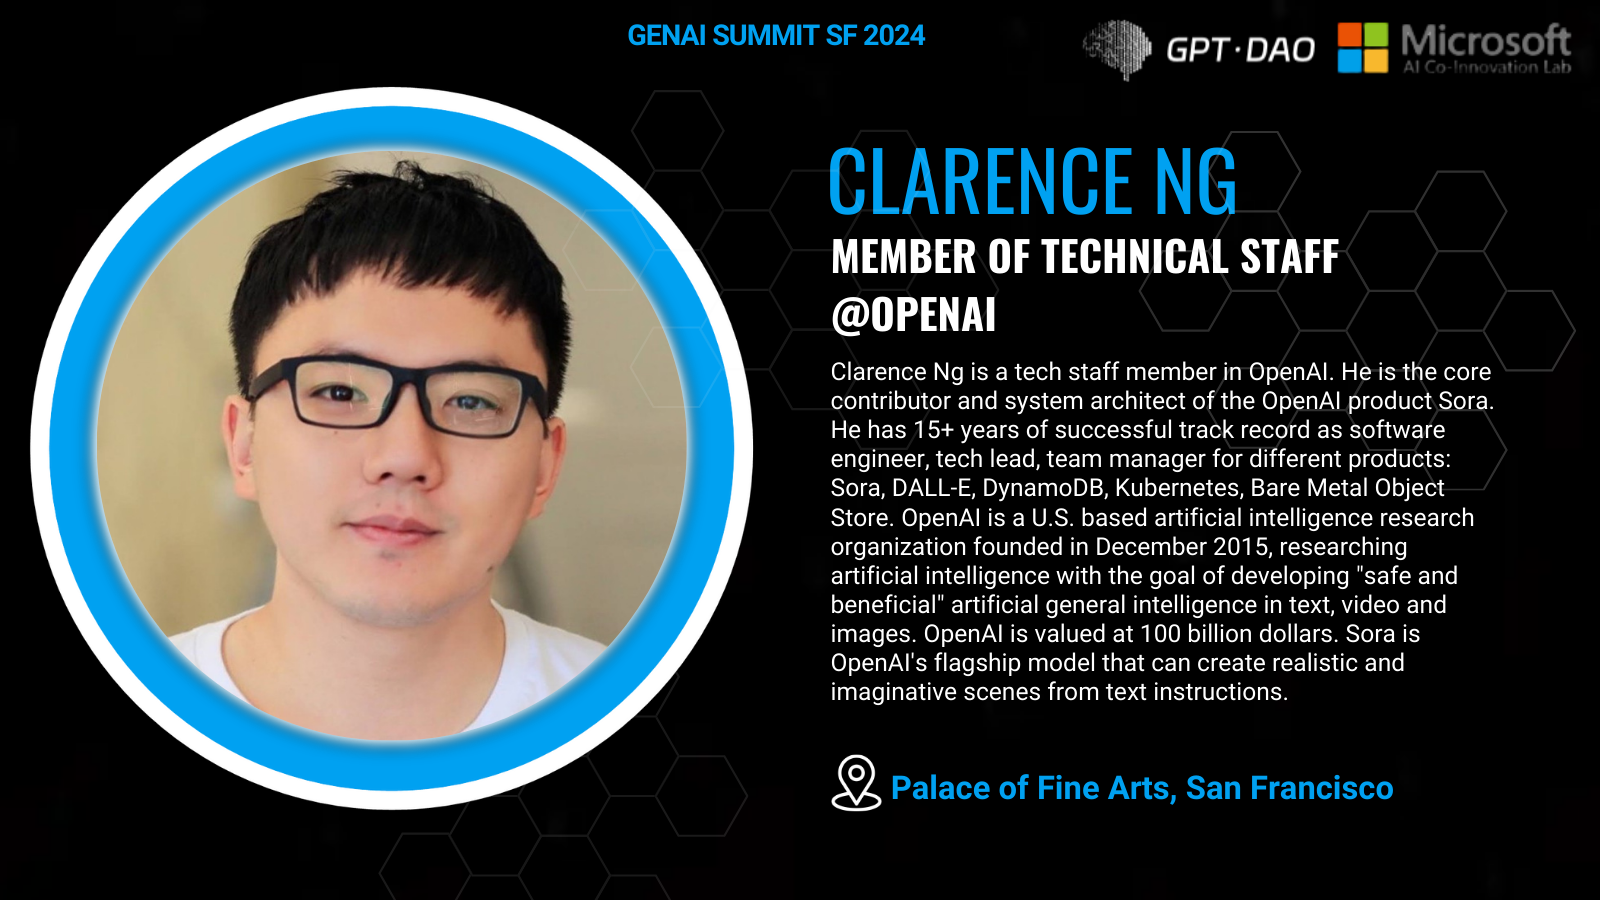 GENAI SUMMIT SF 2024
GPT·DAO
Microsoft
AI Co-Innovation Lab
CLARENCE NG
MEMBER OF TECHNICAL STAFF
@OPENAI
Clarence Ng is a tech staff member in OpenAI. He is the core
contributor and system architect of the OpenAI product Sora.
He has 15+ years of successful track record as software
engineer, tech lead, team manager for different products:
Sora, DALL-E, DynamoDB, Kubernetes, Bare Metal Object
Store. OpenAI is a U.S. based artificial intelligence research
organization founded in December 2015, researching
artificial intelligence with the goal of developing "safe and
beneficial" artificial general intelligence in text, video and
images. OpenAI is valued at 100 billion dollars. Sora is
OpenAI's flagship model that can create realistic and
imaginative scenes from text instructions.
Palace of Fine Arts, San Francisco